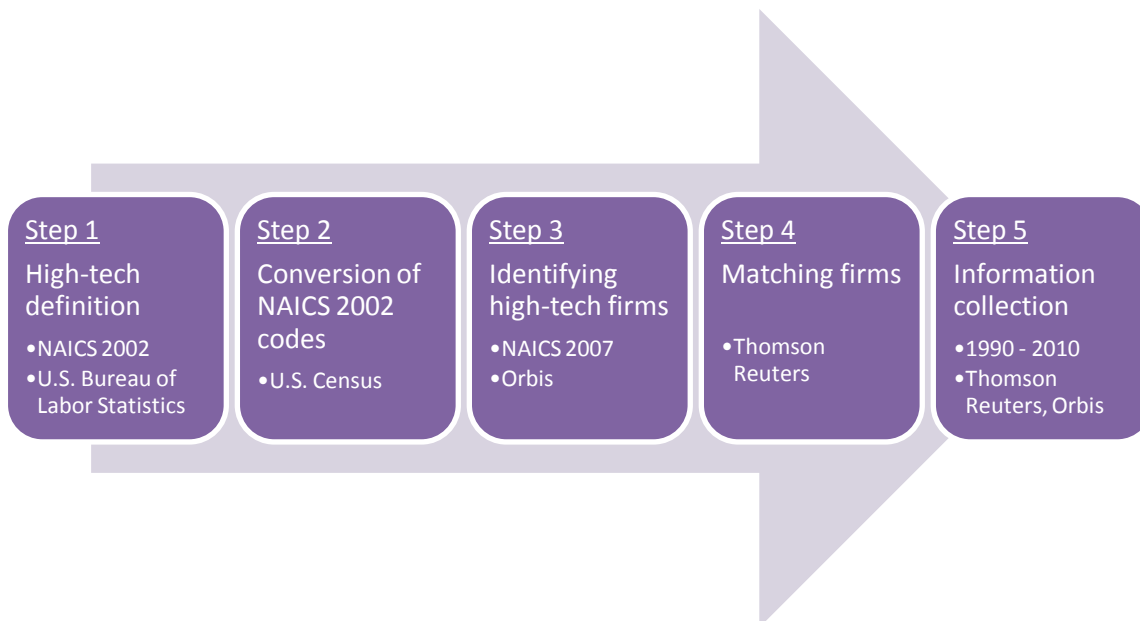 Step 1
High-tech
definition
•NAICS 2002
•U.S. Bureau of
Labor Statistics
Step 2
Conversion of
NAICS 2002
codes
•U.S. Census
Step 3
Identifying
high-tech firms
•NAICS 2007
•Orbis
Step 4
Matching firms
•Thomson
Reuters
Step 5
Information
collection
•1990 - 2010
•Thomson
Reuters, Orbis